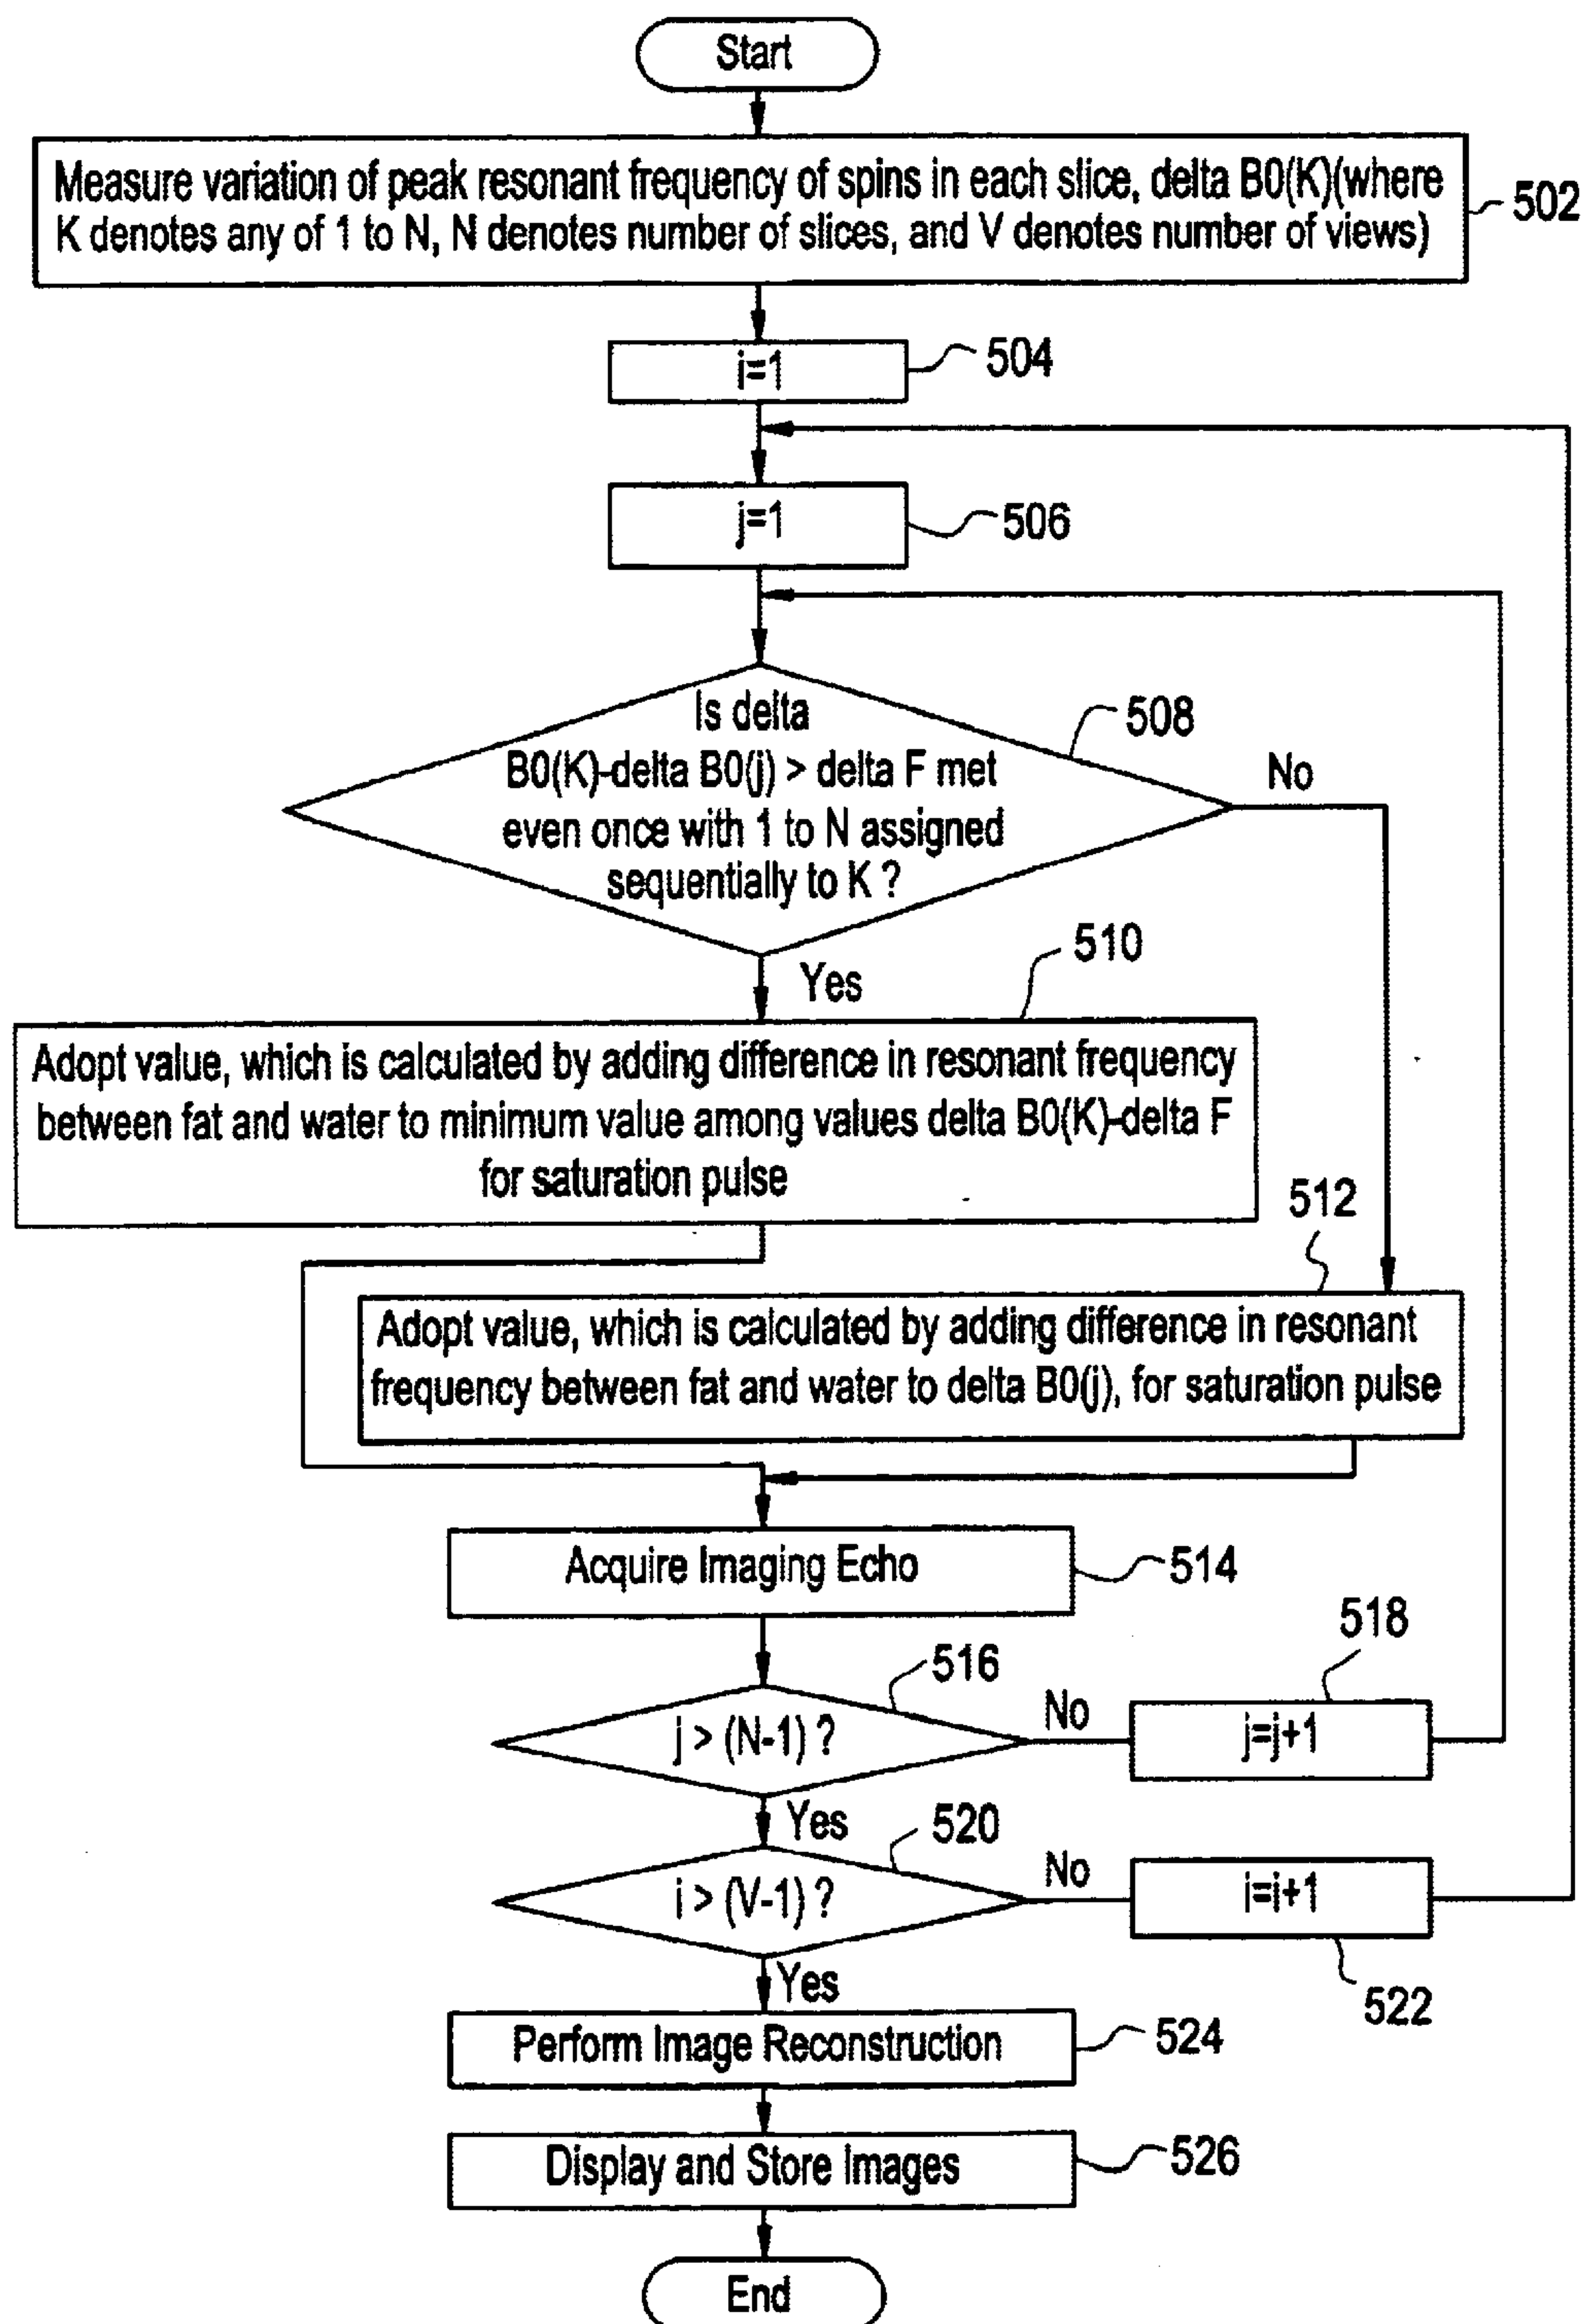 Start
Measure variation of peak resonant frequency of spins in each slice, delta B0(K)(where
K denotes any of 1 to N, N denotes number of slices, and V denotes number of views)
502
i=1
504
j=1
506
Is delta
B0(K)-delta B0(j) > delta F met
even once with 1 to N assigned
sequentially to K ?
508
No
Yes
510
Adopt value, which is calculated by adding difference in resonant frequency
between fat and water to minimum value among values delta B0(K)-delta F
for saturation pulse
512
Adopt value, which is calculated by adding difference in resonant
frequency between fat and water to delta B0(j), for saturation pulse
Acquire Imaging Echo
514
516
518
j > (N-1) ?
No
j=j+1
Yes
520
i > (V-1) ?
No
i=i+1
522
Yes
Perform Image Reconstruction
524
Display and Store Images
526
End